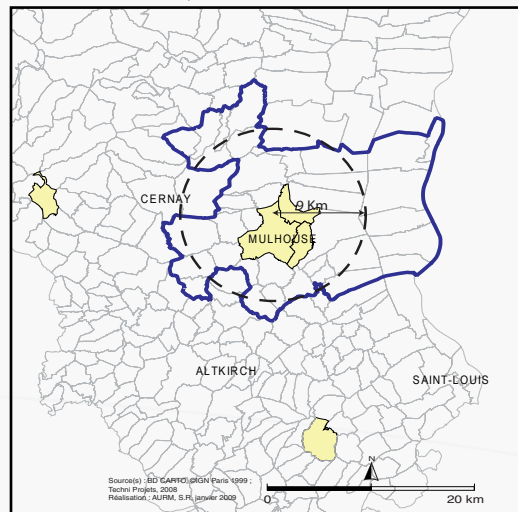 9 Km
CERNAY
MULHOUSE
ALTKIRCH
SAINT-LOUIS
Source(s) : BD CARTO, ©IGN Paris 1999 ;
Techni Projets, 2008
Réalisation : AURM, S.R. janvier 2009
N
0 20 km